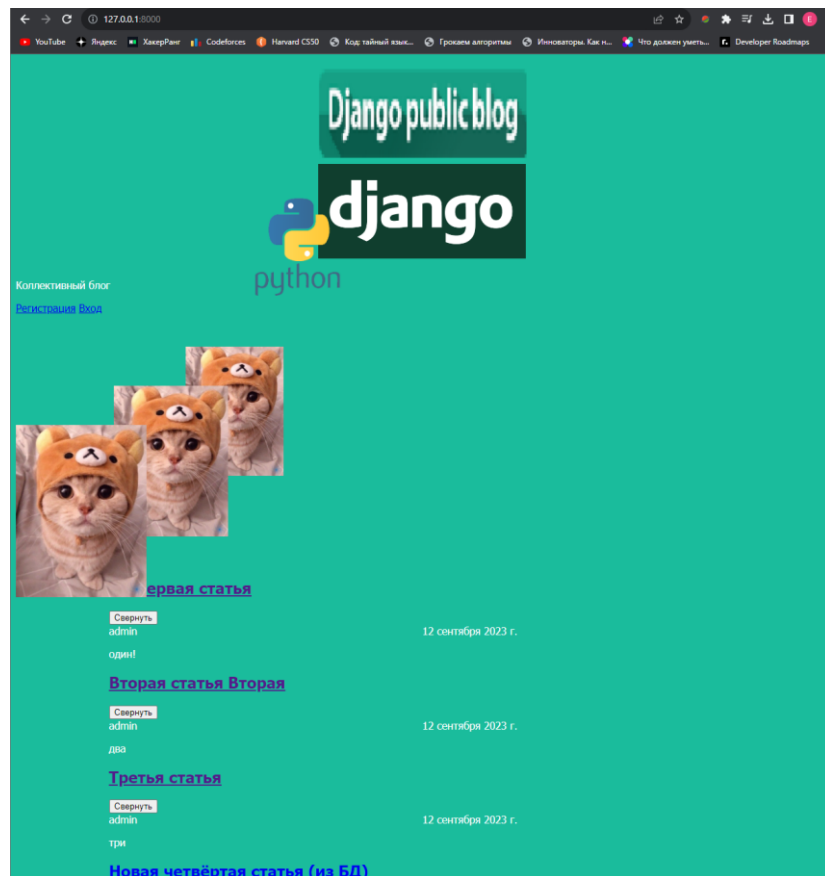 127.0.0.1:8000
YouTube Яндекс ХакерРанг Codeforces Harvard CS50 Код: тайный язык... Грокаем алгоритмы Инноваторы. Как н... Что должен уметь... Developer Roadmaps
Django public blog
django
python
Коллективный блог
Регистрация Вход
ервая статья
Свернуть
admin 12 сентября 2023 г.
один!
Вторая статья Вторая
Свернуть
admin 12 сентября 2023 г.
два
Третья статья
Свернуть
admin 12 сентября 2023 г.
три
Новая четвёртая статья (из БД)